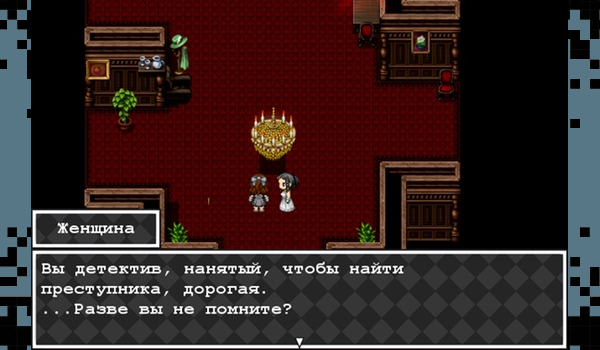 Женщина
Вы детектив, нанятый, чтобы найти
преступника, дорогая.
...Разве вы не помните?